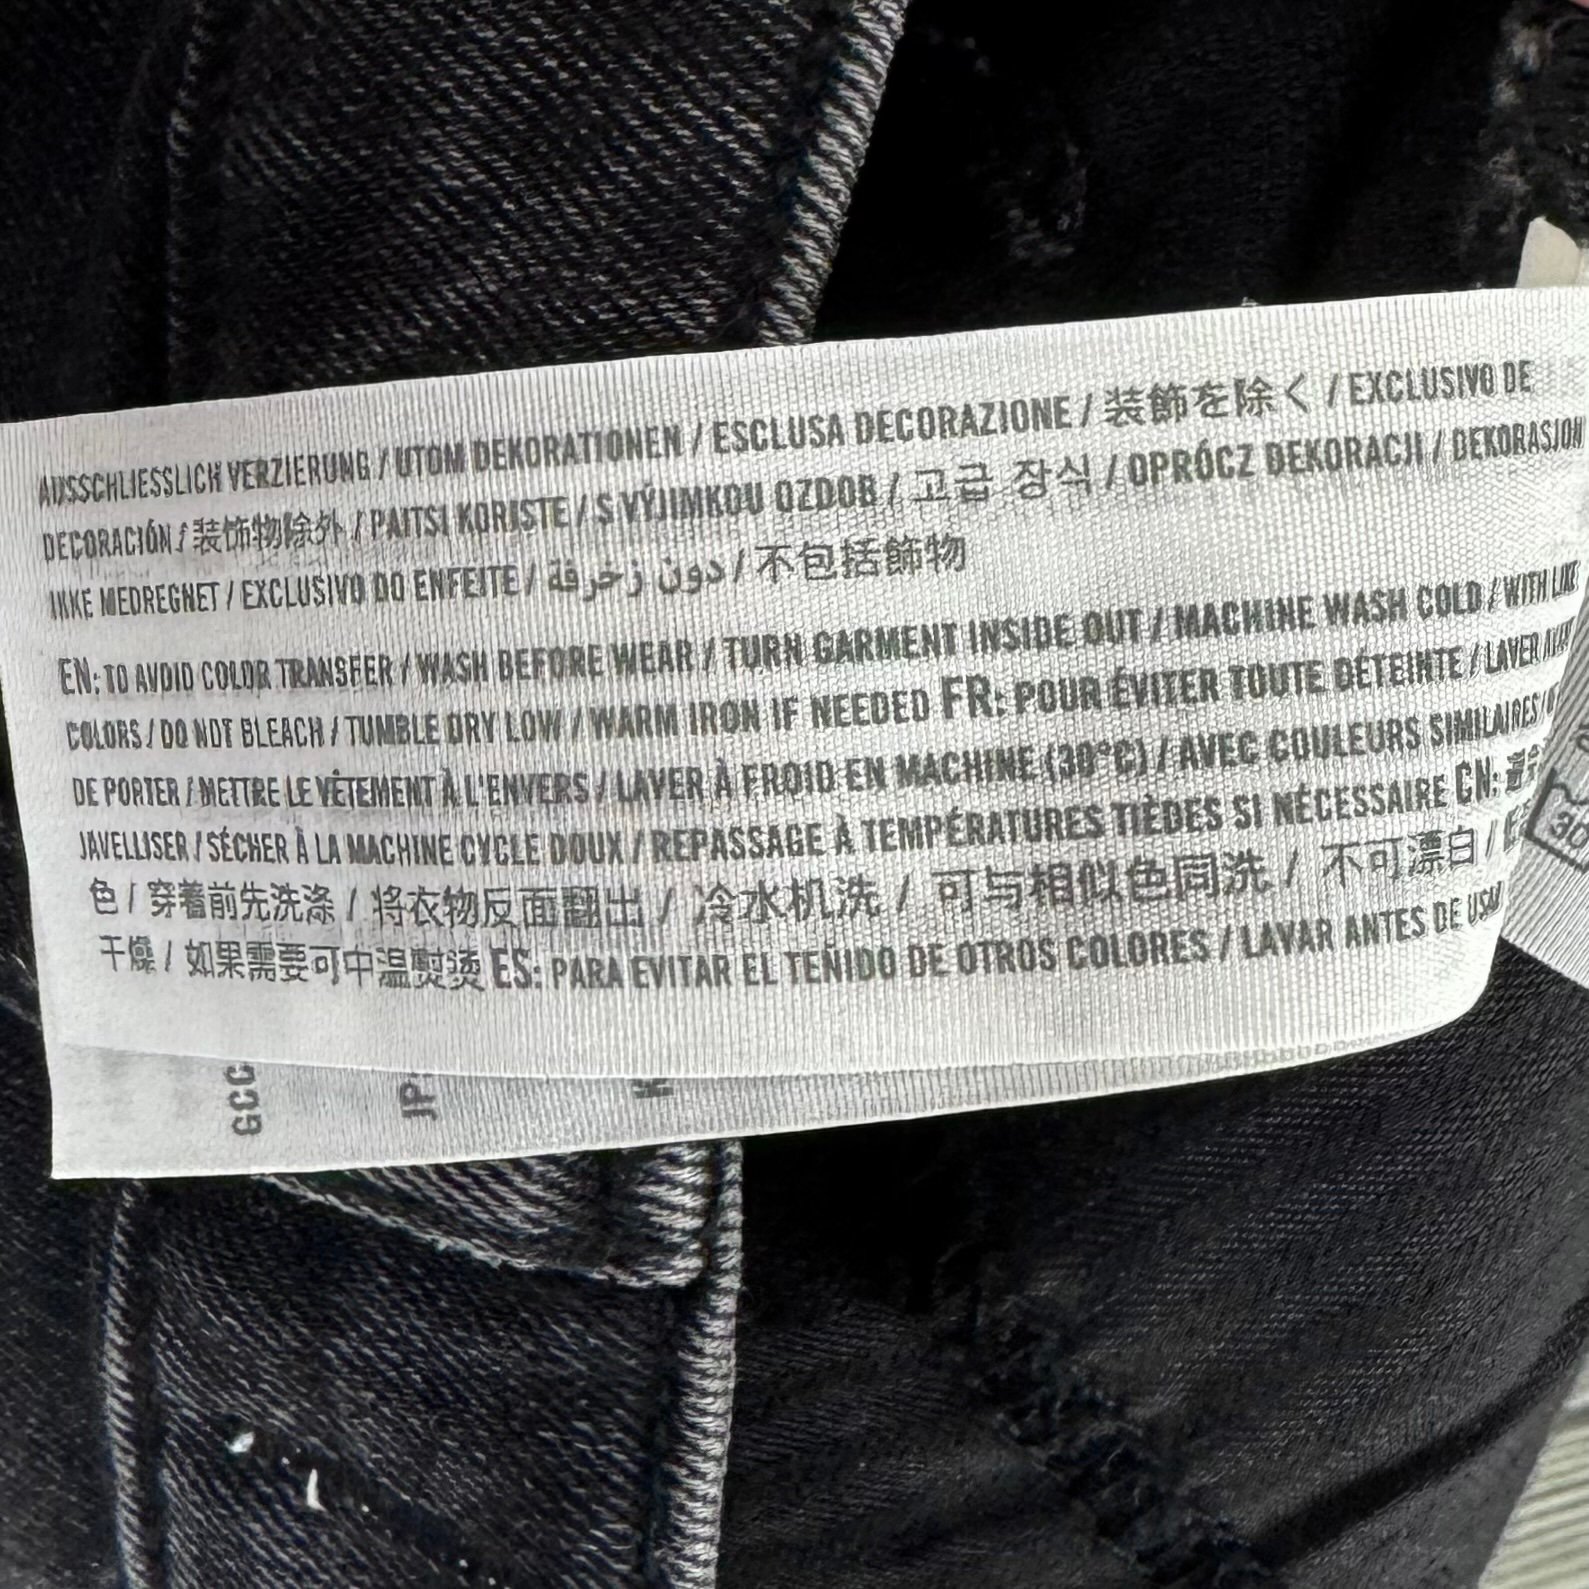 AUSSCHLIESSLICH VERZIERUNG / UTOM DEKORATIONEN / ESCLUSA DECORAZIONE / 装飾を除く / EXCLUSIVO DE
DECORACIÓN / 装饰物除外 / PAITSI KORISTE / S VÝJIMKOU OZDOB / 고급 장식 / OPRÓCZ DEKORACJI / DEKORASJON
IKKE MEDREGNET / EXCLUSIVO DO ENFEITE / دون زخرفة / 不包括飾物
EN: TO AVOID COLOR TRANSFER / WASH BEFORE WEAR / TURN GARMENT INSIDE OUT / MACHINE WASH COLD / WITH LIKE
COLORS / DO NOT BLEACH / TUMBLE DRY LOW / WARM IRON IF NEEDED FR: POUR ÉVITER TOUTE DÉTEINTE / LAVER AVANT
DE PORTER / METTRE LE VÊTEMENT À L'ENVERS / LAVER À FROID EN MACHINE (30°C) / AVEC COULEURS SIMILAIRES /
JAVELLISER / SÉCHER À LA MACHINE CYCLE DOUX / REPASSAGE À TEMPÉRATURES TIÈDES SI NÉCESSAIRE CN:
色 / 穿着前先洗涤 / 将衣物反面翻出 / 冷水机洗 / 可与相似色同洗 / 不可漂白 /
干燥 / 如果需要可中温熨烫 ES: PARA EVITAR EL TEÑIDO DE OTROS COLORES / LAVAR ANTES DE
GCC
JP
30